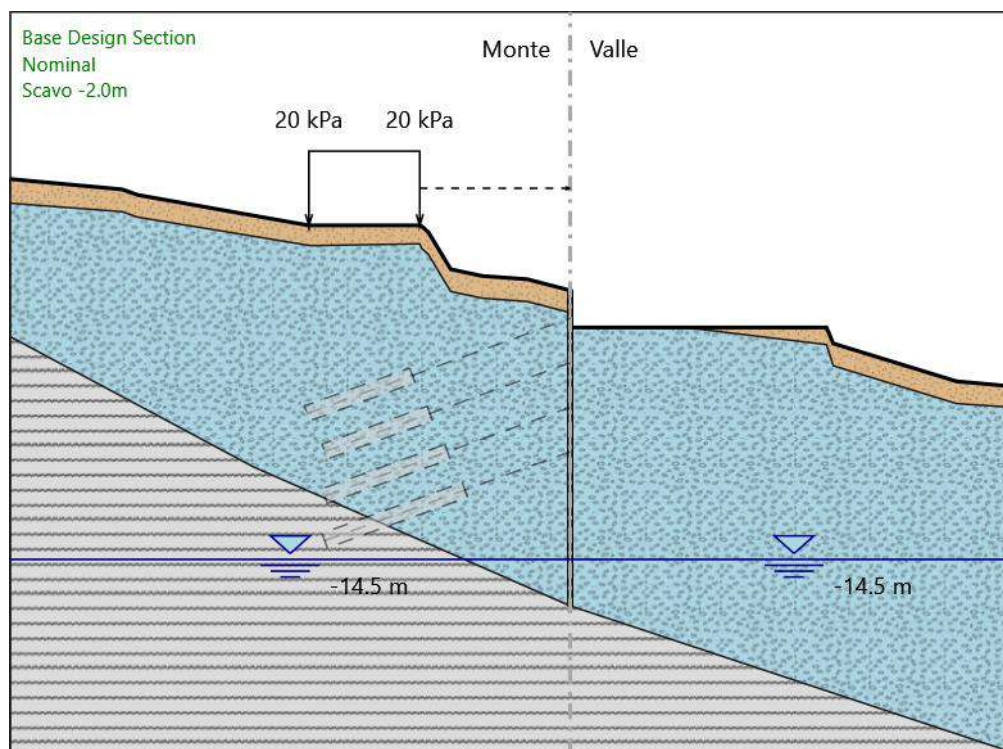 Base Design Section
Nominal
Scavo -2.0m
Monte
Valle
20 kPa
20 kPa
-14.5 m
-14.5 m